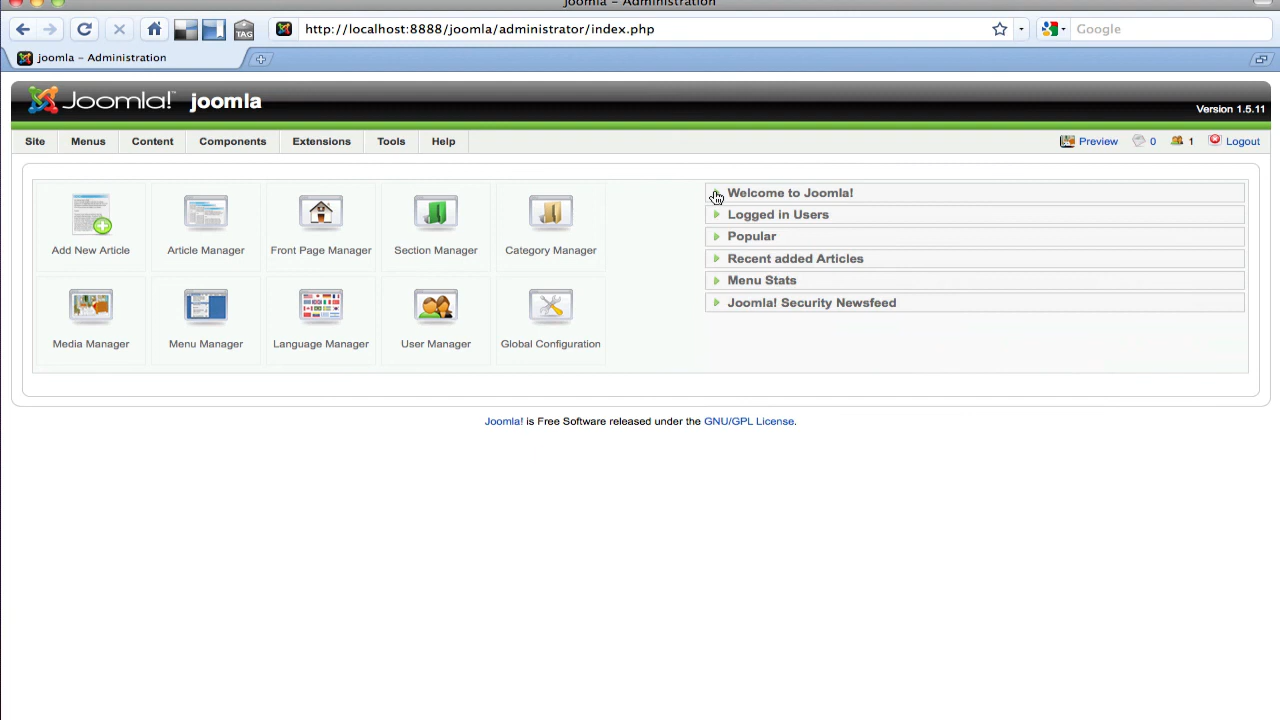 joomla – Administration
http://localhost:8888/joomla/administrator/index.php
Google
TAG
joomla – Administration
Joomla! joomla
Version 1.5.11
Site Menus Content Components Extensions Tools Help Preview 0 1 Logout
Add New Article Article Manager Front Page Manager Section Manager Category Manager
Media Manager Menu Manager Language Manager User Manager Global Configuration
Welcome to Joomla!
Logged in Users
Popular
Recent added Articles
Menu Stats
Joomla! Security Newsfeed
Joomla! is Free Software released under the GNU/GPL License.